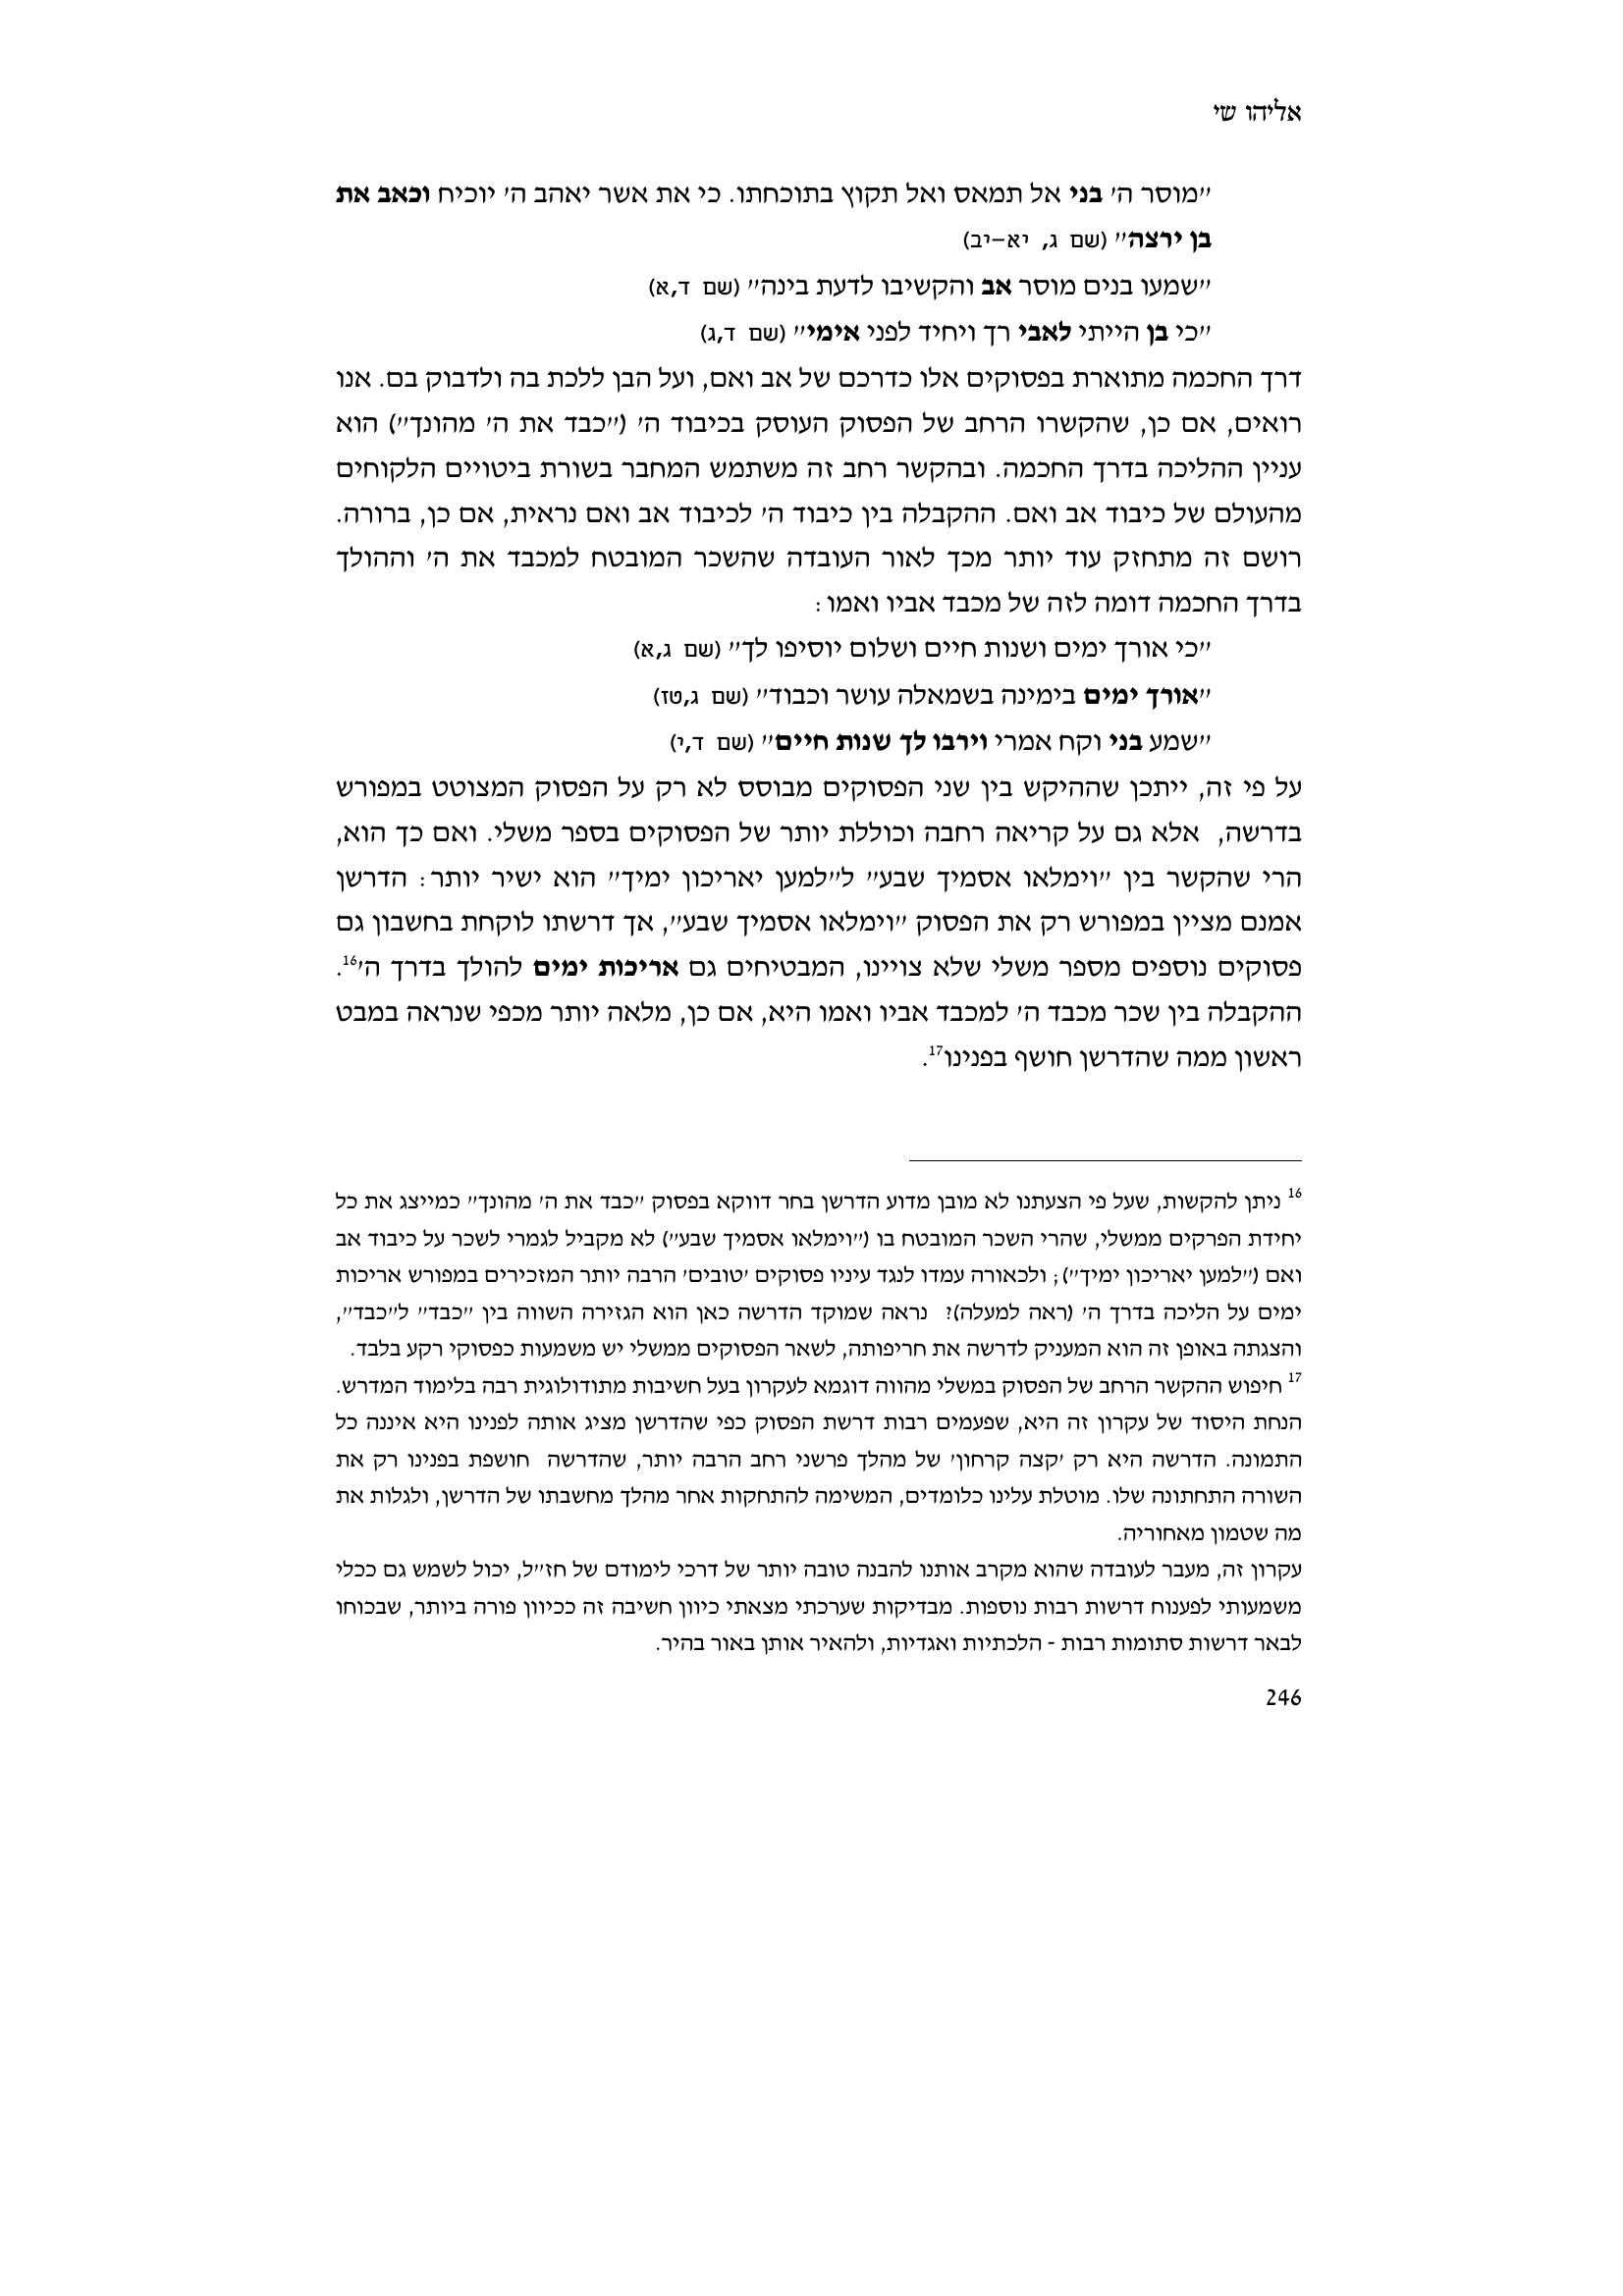 אליהו שי
"מוסר ה' בני אל תמאס ואל תקוץ בתוכחתו. כי את אשר יאהב ה' יוכיח וכאב את
בן ירצה" (שם ג, יא–יב)
"שמעו בנים מוסר אב והקשיבו לדעת בינה" (שם ד,א)
"כי בן הייתי לאבי רך ויחיד לפני אימי" (שם ד,ג)
דרך החכמה מתוארת בפסוקים אלו כדרכם של אב ואם, ועל הבן ללכת בה ולדבוק בם. אנו
רואים, אם כן, שהקשרו הרחב של הפסוק העוסק בכיבוד ה' ("כבד את ה' מהונך") הוא
עניין ההליכה בדרך החכמה. ובהקשר רחב זה משתמש המחבר בשורת ביטויים הלקוחים
מהעולם של כיבוד אב ואם. ההקבלה בין כיבוד ה' לכיבוד אב ואם נראית, אם כן, ברורה.
רושם זה מתחזק עוד יותר מכך לאור העובדה שהשכר המובטח למכבד את ה' וההולך
בדרך החכמה דומה לזה של מכבד אביו ואמו:
"כי אורך ימים ושנות חיים ושלום יוסיפו לך" (שם ג,א)
"אורך ימים בימינה בשמאלה עושר וכבוד" (שם ג,טז)
"שמע בני וקח אמרי וירבו לך שנות חיים" (שם ד,י)
על פי זה, ייתכן שההיקש בין שני הפסוקים מבוסס לא רק על הפסוק המצוטט במפורש
בדרשה, אלא גם על קריאה רחבה וכוללת יותר של הפסוקים בספר משלי. ואם כך הוא,
הרי שהקשר בין "וימלאו אסמיך שבע" ל"למען יאריכון ימיך" הוא ישיר יותר: הדרשן
אמנם מציין במפורש רק את הפסוק "וימלאו אסמיך שבע", אך דרשתו לוקחת בחשבון גם
פסוקים נוספים מספר משלי שלא צויינו, המבטיחים גם אריכות ימים להולך בדרך ה'16.
ההקבלה בין שכר מכבד ה' למכבד אביו ואמו היא, אם כן, מלאה יותר מכפי שנראה במבט
ראשון ממה שהדרשן חושף בפנינו17.
16 ניתן להקשות, שעל פי הצעתנו לא מובן מדוע הדרשן בחר דווקא בפסוק "כבד את ה' מהונך" כמייצג את כל
יחידת הפרקים ממשלי, שהרי השכר המובטח בו ("וימלאו אסמיך שבע") לא מקביל לגמרי לשכר על כיבוד אב
ואם ("למען יאריכון ימיך"); ולכאורה עמדו לנגד עיניו פסוקים 'טובים' הרבה יותר המזכירים במפורש אריכות
ימים על הליכה בדרך ה' (ראה למעלה)? נראה שמוקד הדרשה כאן הוא הגזירה השווה בין "כבד" ל"כבד",
והצגתה באופן זה הוא המעניק לדרשה את חריפותה, לשאר הפסוקים ממשלי יש משמעות כפסוקי רקע בלבד.
17 חיפוש ההקשר הרחב של הפסוק במשלי מהווה דוגמא לעקרון בעל חשיבות מתודולוגית רבה בלימוד המדרש.
הנחת היסוד של עקרון זה היא, שפעמים רבות דרשת הפסוק כפי שהדרשן מציג אותה לפנינו היא איננה כל
התמונה. הדרשה היא רק 'קצה קרחון' של מהלך פרשני רחב הרבה יותר, שהדרשה חושפת בפנינו רק את
השורה התחתונה שלו. מוטלת עלינו כלומדים, המשימה להתחקות אחר מהלך מחשבתו של הדרשן, ולגלות את
מה שטמון מאחוריה.
עקרון זה, מעבר לעובדה שהוא מקרב אותנו להבנה טובה יותר של דרכי לימודם של חז"ל, יכול לשמש גם ככלי
משמעותי לפענוח דרשות רבות נוספות. מבדיקות שערכתי מצאתי כיוון חשיבה זה ככיוון פורה ביותר, שבכוחו
לבאר דרשות סתומות רבות - הלכתיות ואגדיות, ולהאיר אותן באור בהיר.
246